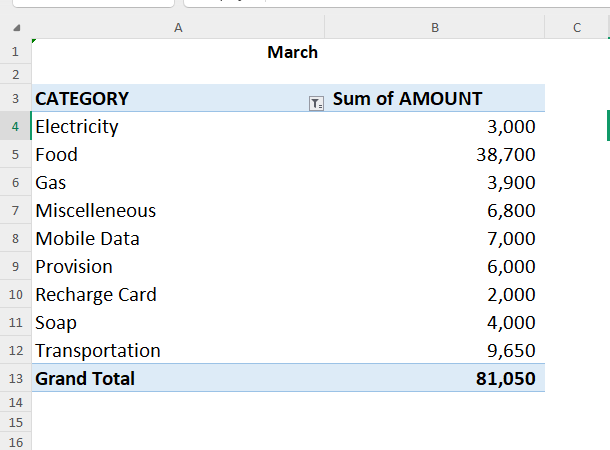 A B C
1 March
2
3 CATEGORY Sum of AMOUNT
4 Electricity 3,000
5 Food 38,700
6 Gas 3,900
7 Miscelleneous 6,800
8 Mobile Data 7,000
9 Provision 6,000
10 Recharge Card 2,000
11 Soap 4,000
12 Transportation 9,650
13 Grand Total 81,050
14
15
16